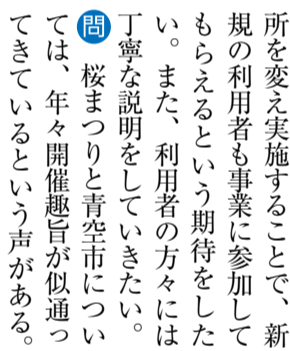 所を変え実施することで、新
規の利用者も事業に参加して
もらえるという期待をした
い。また、利用者の方々には
丁寧な説明をしていきたい。
問 桜まつりと青空市につい
ては、年々開催趣旨が似通っ
てきているという声がある。